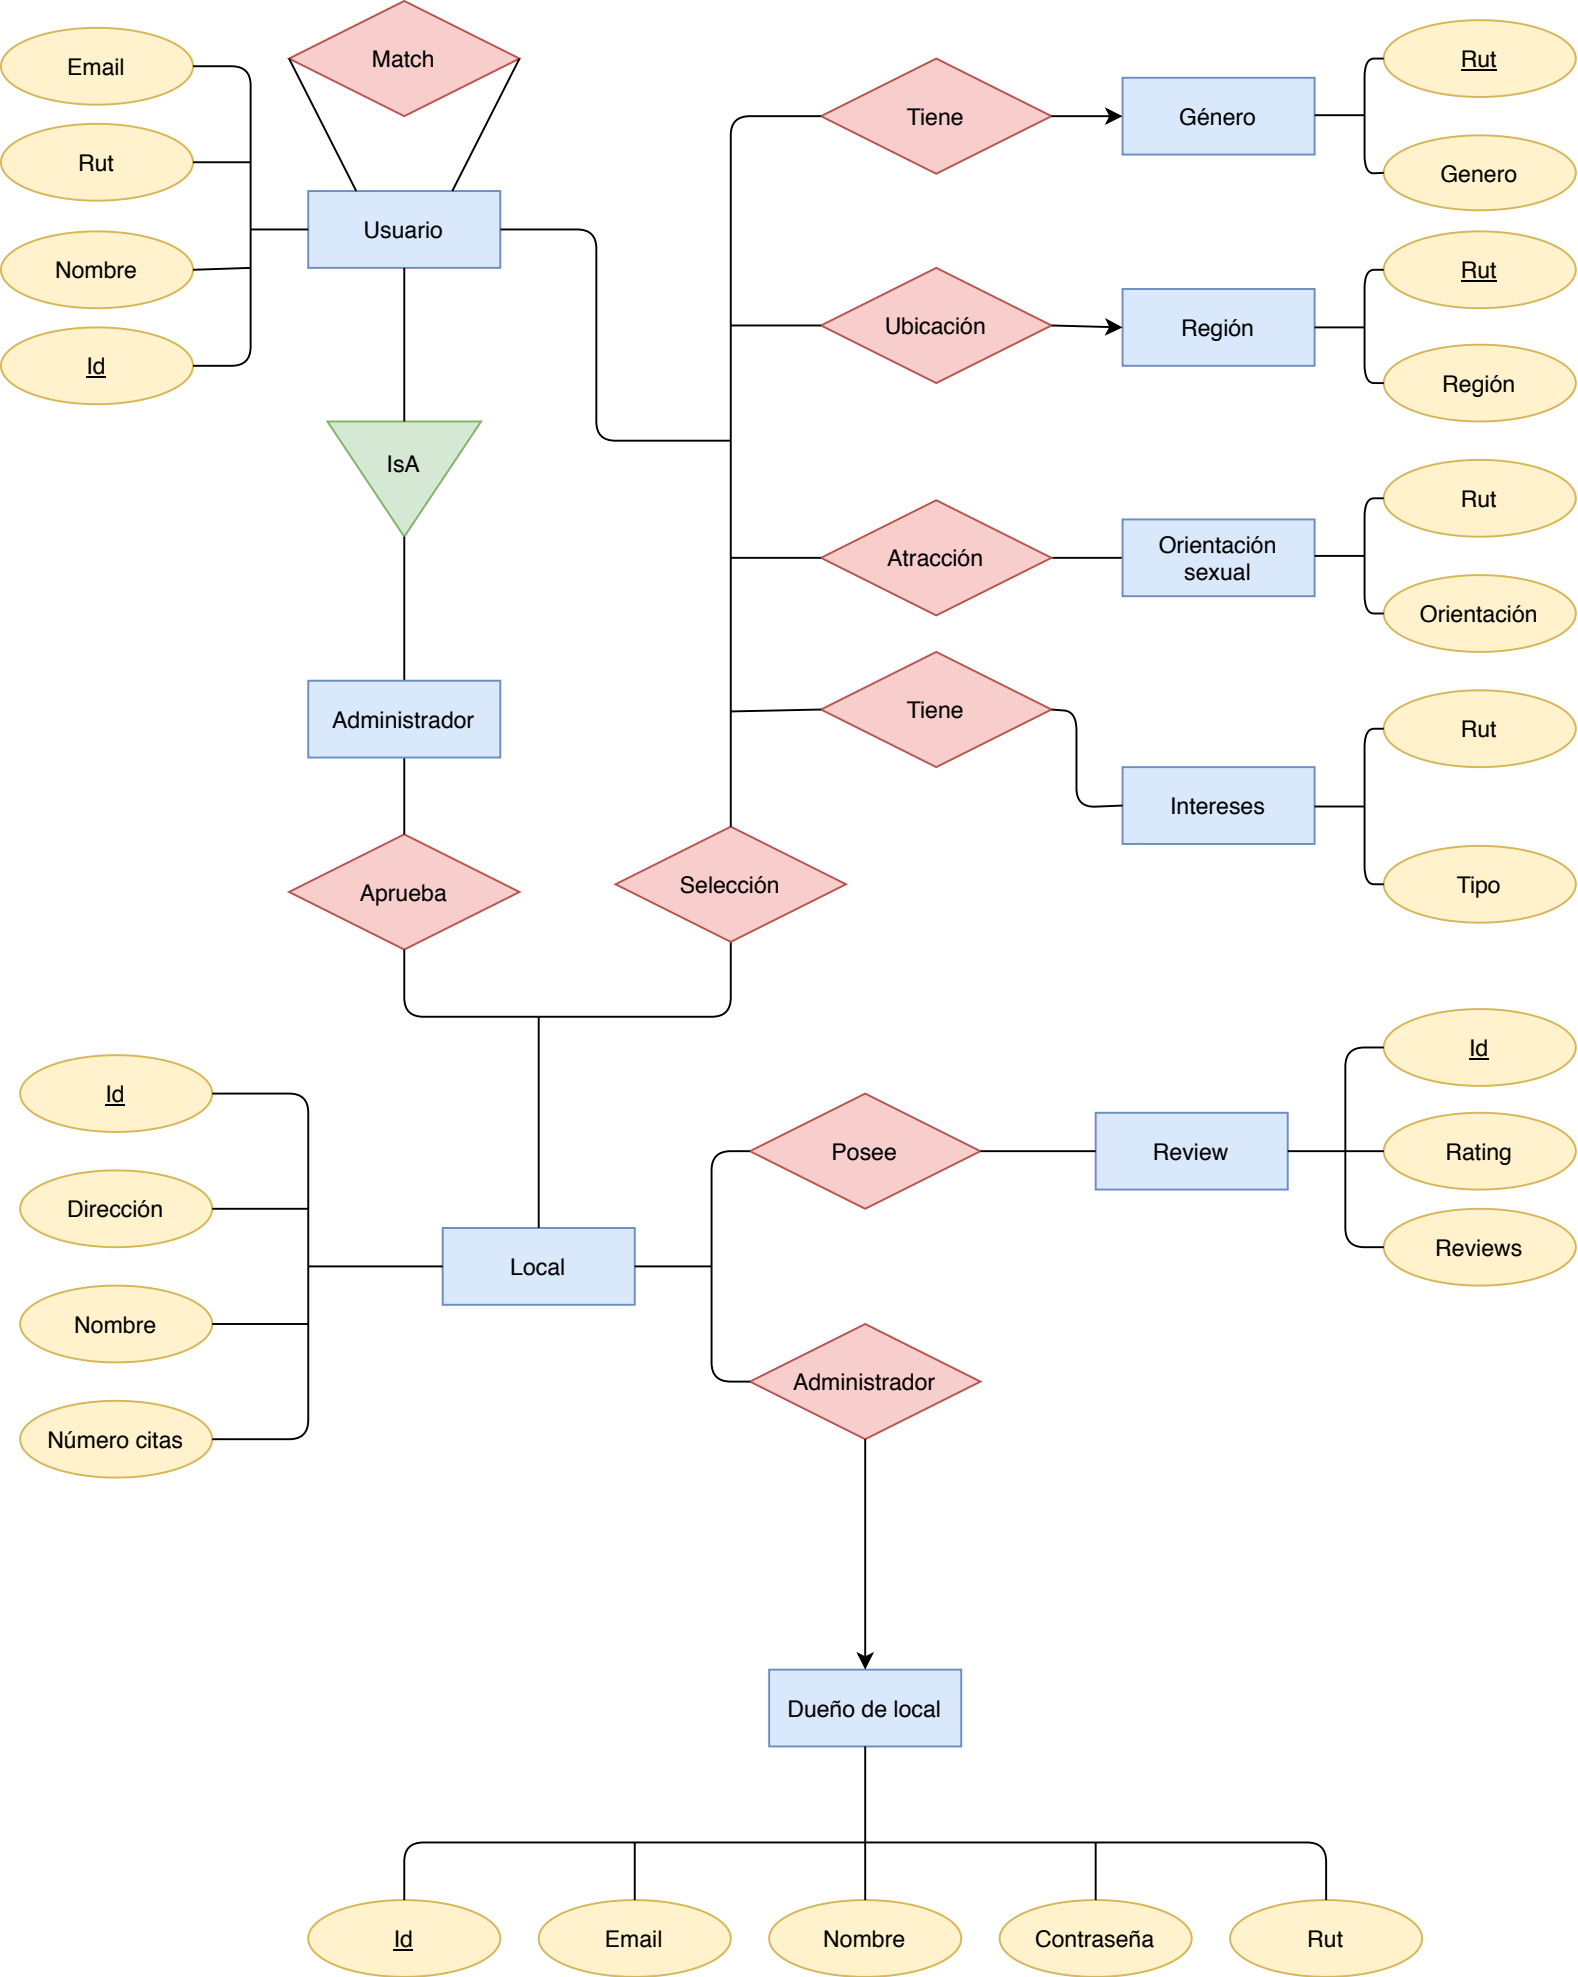 Match
Email
Rut
Nombre
Id
Usuario
IsA
Administrador
Aprueba
Selección
Tiene
Género
Rut
Genero
Ubicación
Región
Rut
Región
Atracción
Orientación
sexual
Rut
Orientación
Tiene
Intereses
Rut
Tipo
Id
Dirección
Nombre
Número citas
Local
Posee
Review
Id
Rating
Reviews
Administrador
Dueño de local
Id
Email
Nombre
Contraseña
Rut